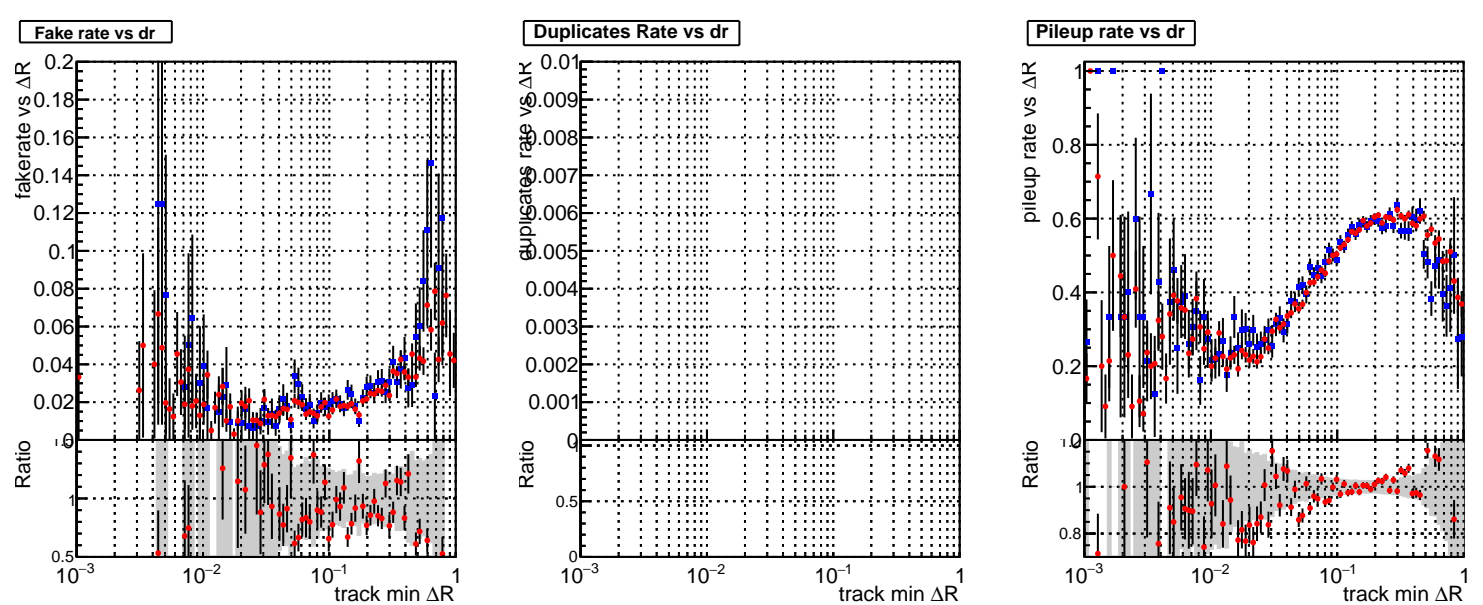 Fake rate vs dr
fakerate vs ΔR
0.2
0.18
0.16
0.14
0.12
0.1
0.08
0.06
0.04
0.02
0
Ratio
1
0.5
10⁻³ 10⁻² 10⁻¹ 1
track min ΔR
Duplicates Rate vs dr
duplicates rate vs ΔR
0.01
0.009
0.008
0.007
0.006
0.005
0.004
0.003
0.002
0.001
0
Ratio
1
0.5
0
10⁻³ 10⁻² 10⁻¹ 1
track min ΔR
Pileup rate vs dr
pileup rate vs ΔR
1
0.8
0.6
0.4
0.2
0
Ratio
1
0.8
10⁻³ 10⁻² 10⁻¹ 1
track min ΔR